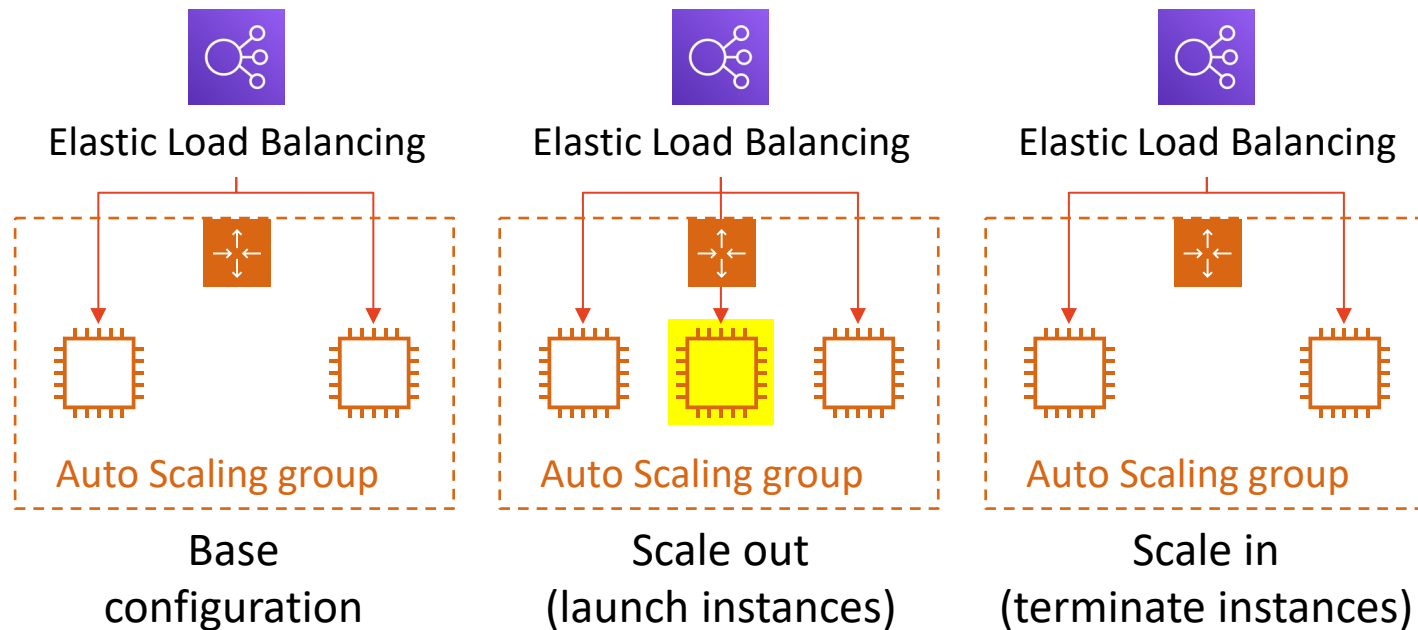 Elastic Load Balancing
Auto Scaling group
Base
configuration
Elastic Load Balancing
Auto Scaling group
Scale out
(launch instances)
Elastic Load Balancing
Auto Scaling group
Scale in
(terminate instances)